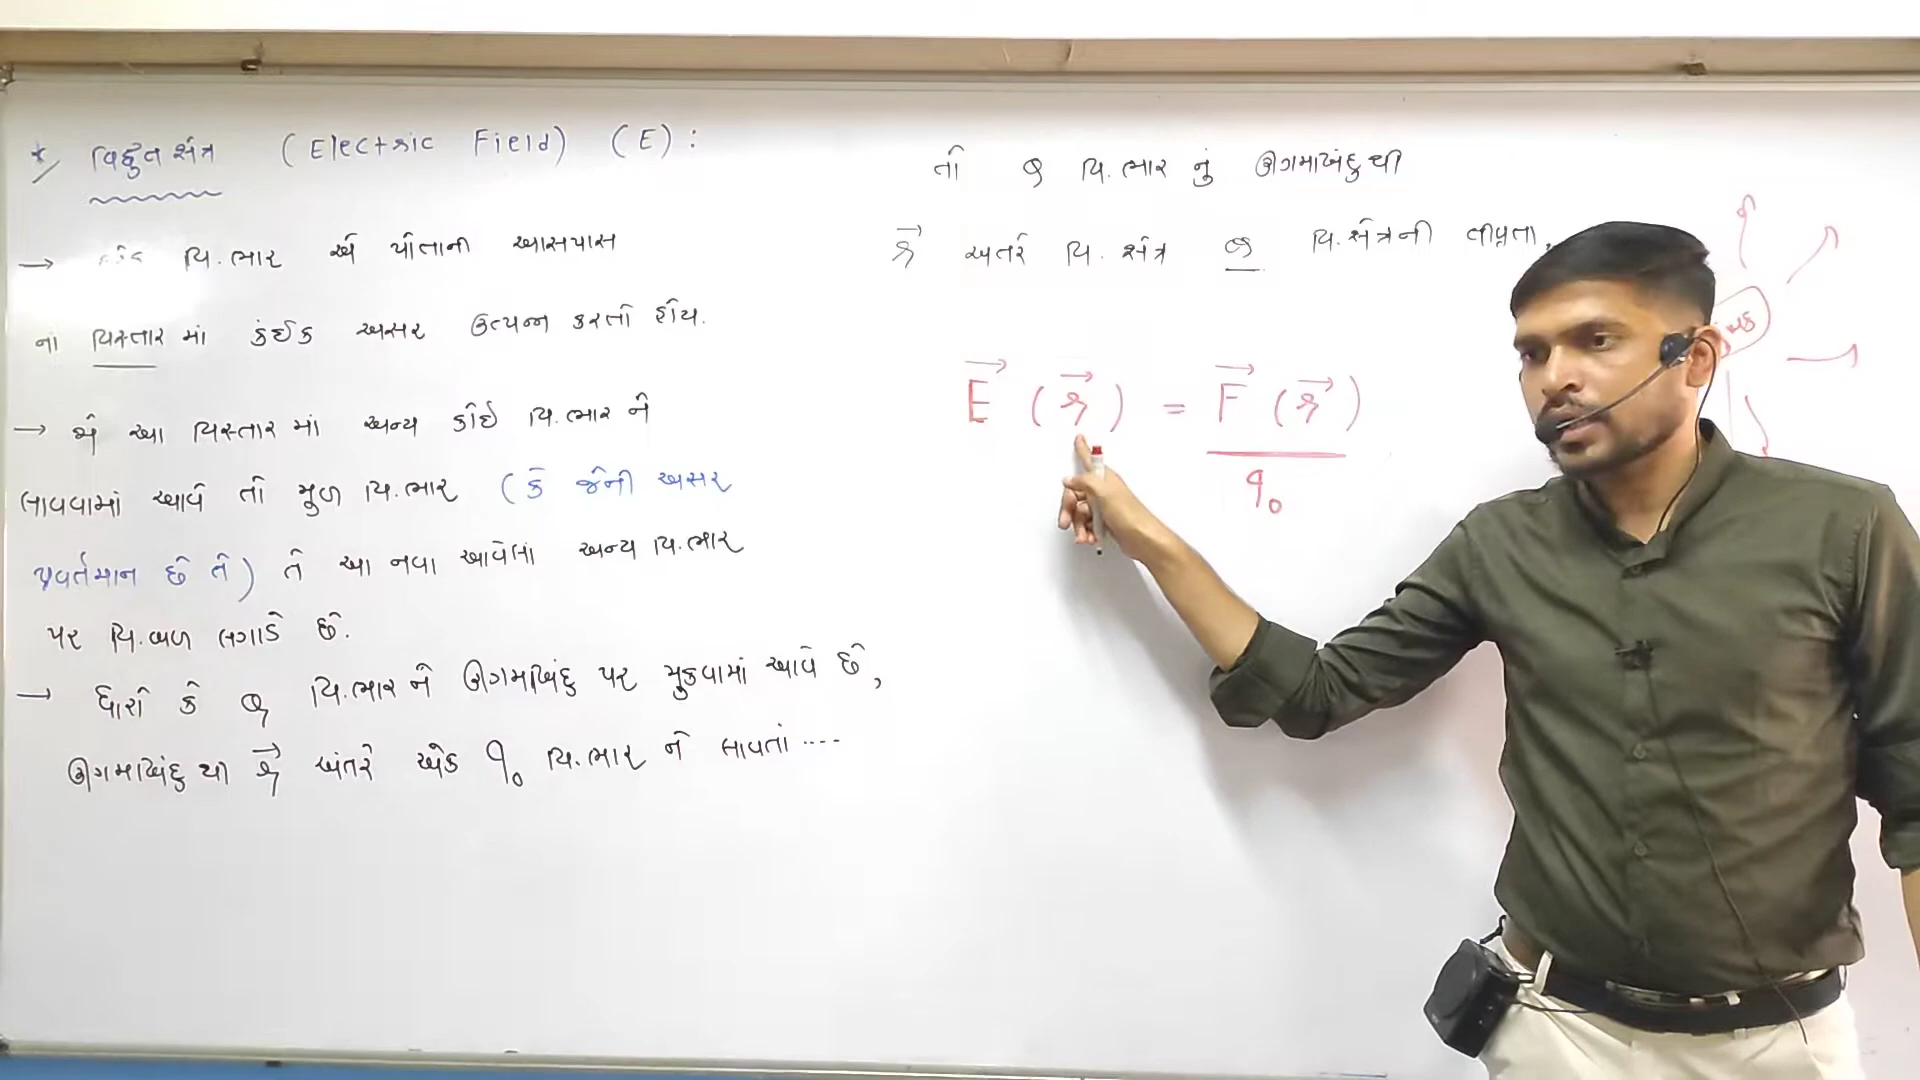 * વિદ્યુત ક્ષેત્ર (Electric Field) (E) :
→ વિ.ભાર એ પોતાની આસપાસ
ના વિસ્તાર માં કંઈક અસર ઉત્પન્ન કરતો હોય.
→ જો આ વિસ્તાર માં અન્ય કોઈ વિ.ભાર ને
લાવવામાં આવે તો મુળ વિ.ભાર (કે જેની અસર
પ્રવર્તમાન છે તે) તે આ નવા આવેલાં અન્ય વિ.ભાર
પર વિ.બળ લગાડે છે.
→ ધારો કે Q વિ.ભાર ને ઊગમબિંદુ પર મુકવામાં આવે છે,
ઊગમબિંદુ થી r⃗ અંતરે એક q₀ વિ.ભાર ને લાવતાં ....
તો Q વિ.ભાર નું ઊગમબિંદુ થી
r⃗ અંતરે વિ. ક્ષેત્ર વિ.ક્ષેત્રની તીવ્રતા,
E⃗ (r⃗) = F⃗ (r⃗) / q₀